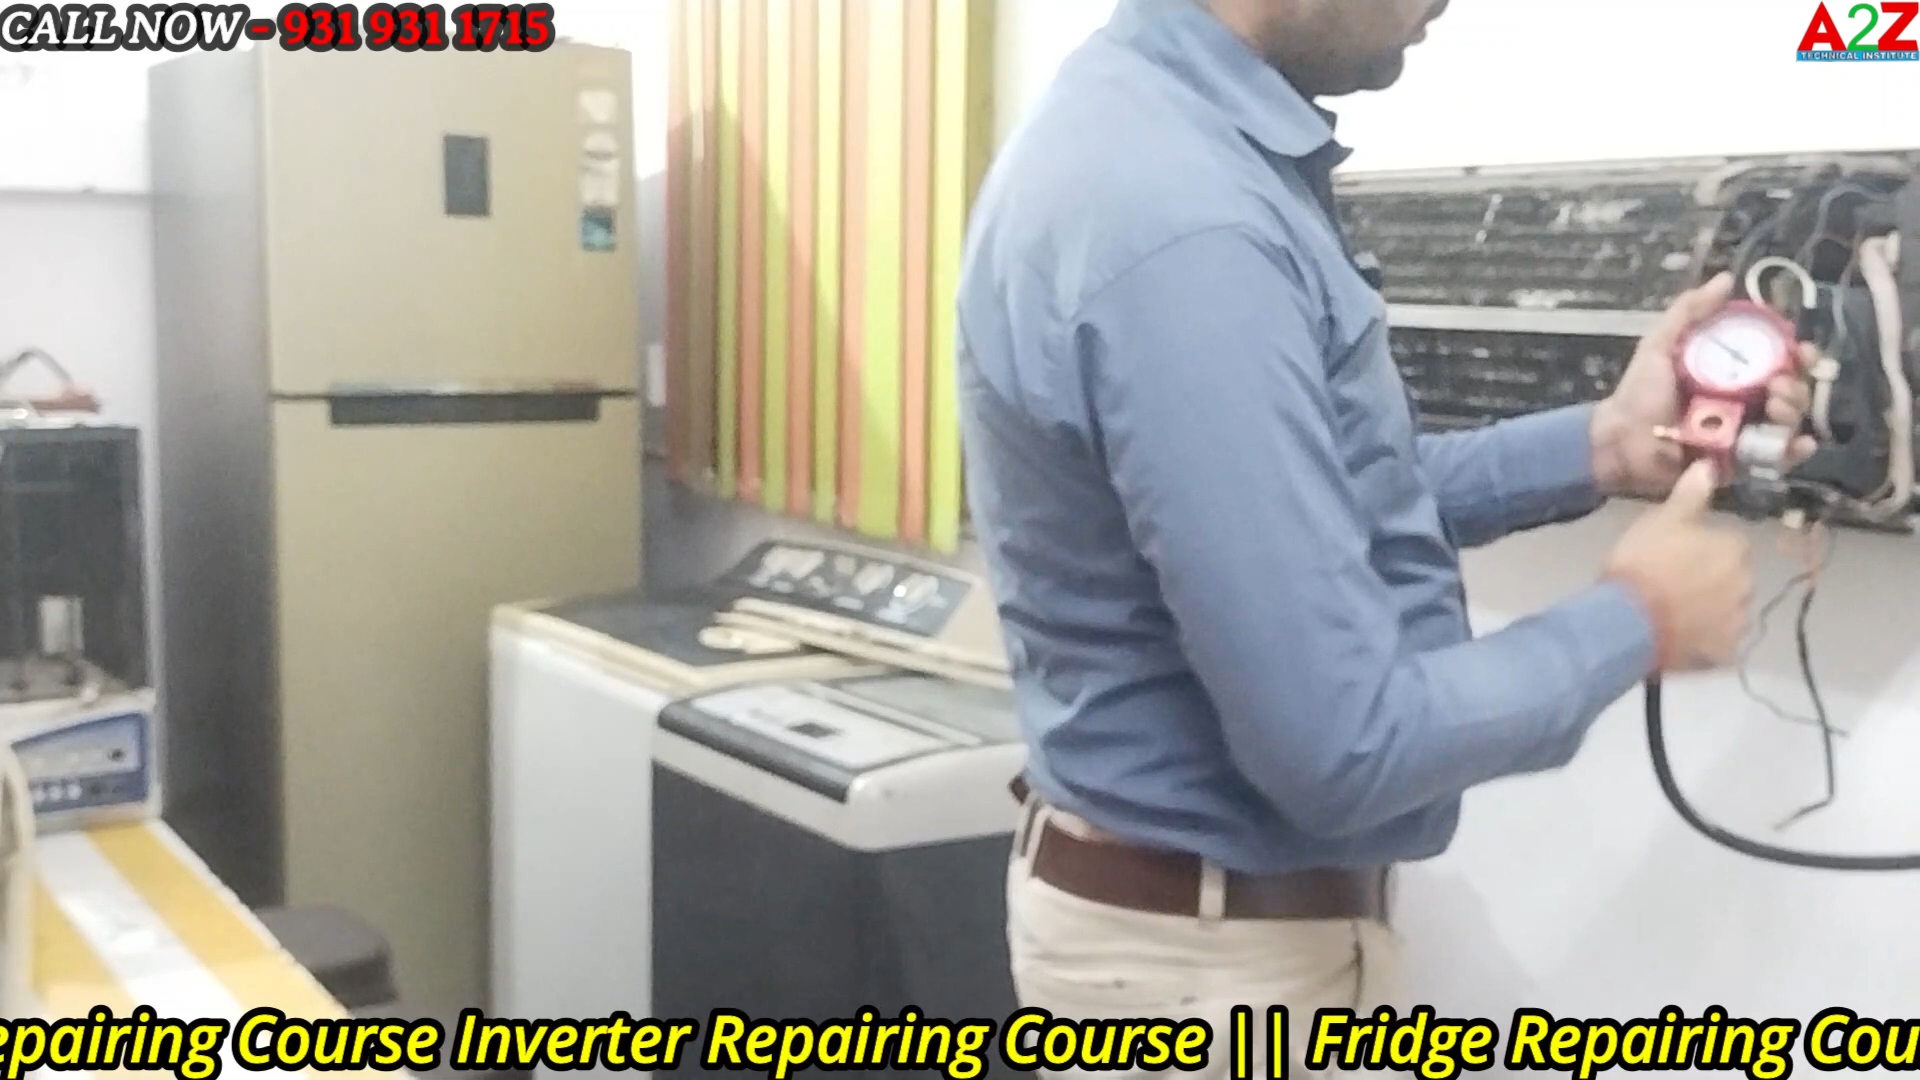 CALL NOW - 931 931 1715
A2Z
TECHNICAL INSTITUTE
epairing Course Inverter Repairing Course || Fridge Repairing Cou